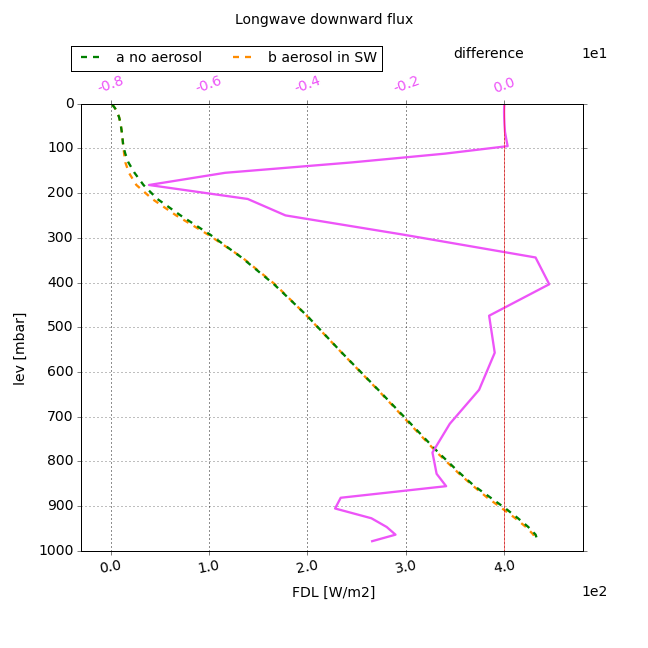 Longwave downward flux
a no aerosol b aerosol in SW
difference 1e1
-0.8 -0.6 -0.4 -0.2 0.0
0
100
200
300
400
500
600
700
800
900
1000
lev [mbar]
0.0 1.0 2.0 3.0 4.0
FDL [W/m2] 1e2